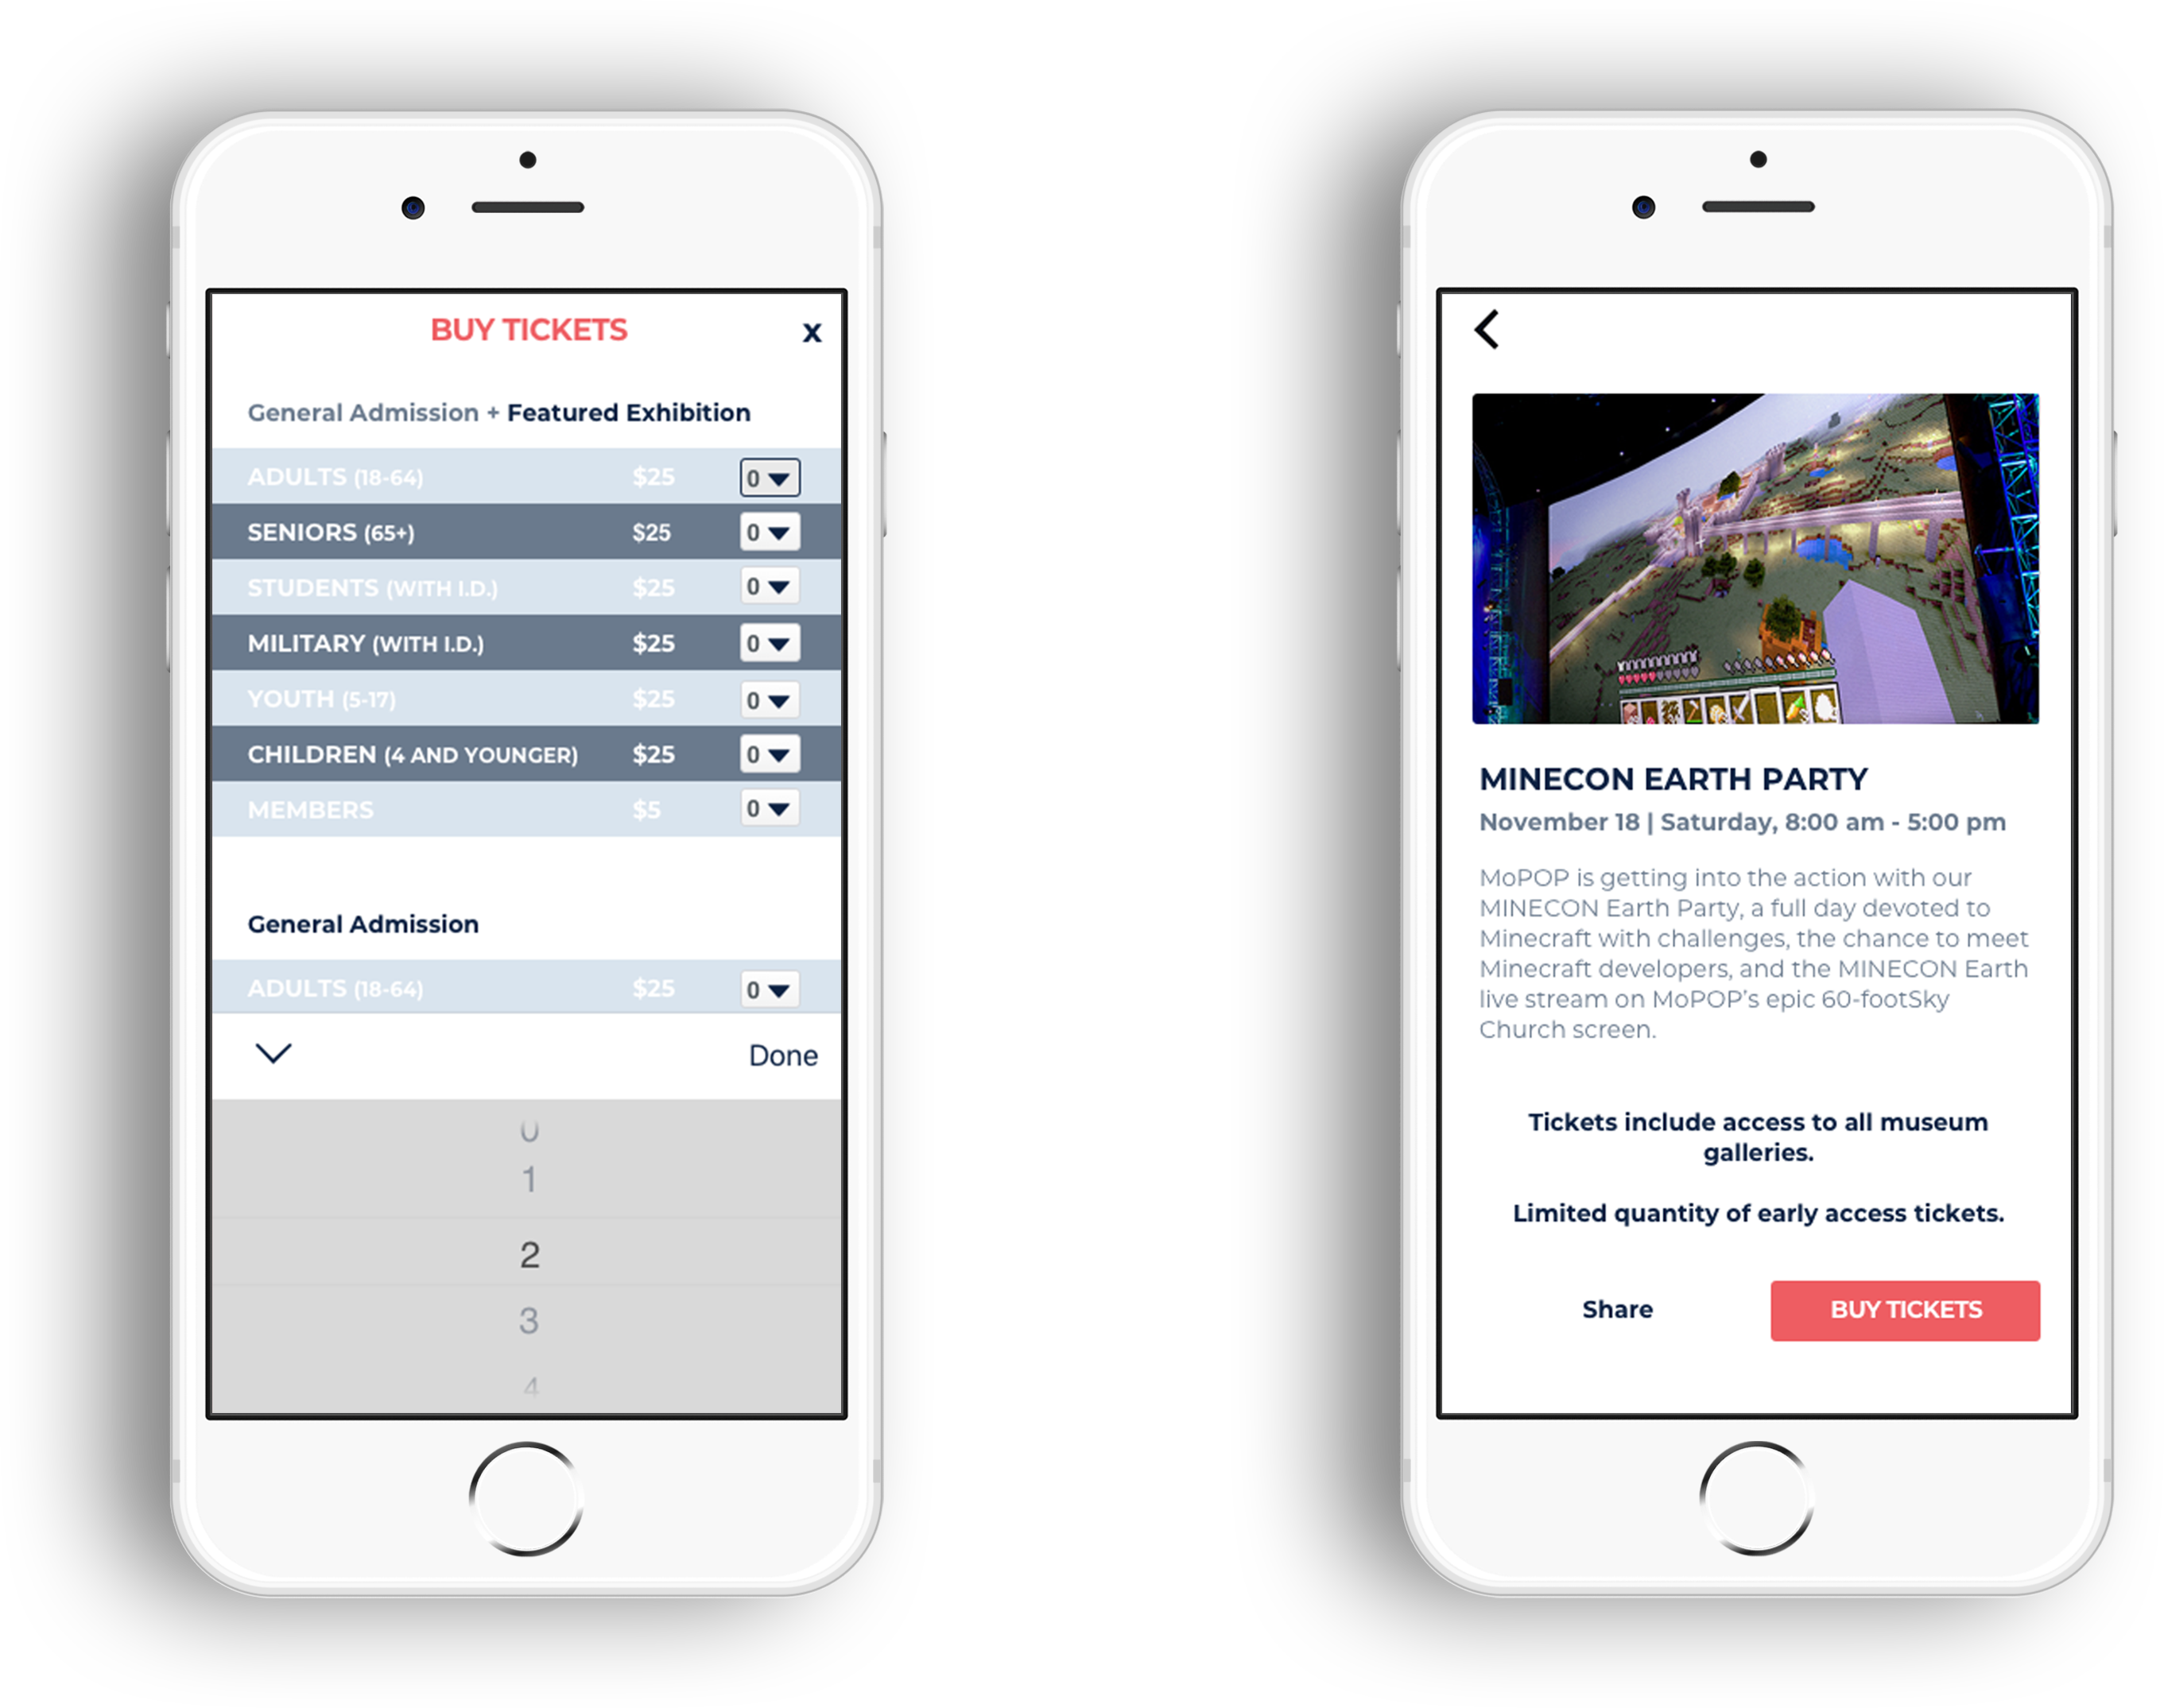 BUY TICKETS x
General Admission + Featured Exhibition
ADULTS (18-64) $25 0
SENIORS (65+) $25 0
STUDENTS (WITH I.D.) $25 0
MILITARY (WITH I.D.) $25 0
YOUTH (5-17) $25 0
CHILDREN (4 AND YOUNGER) $25 0
MEMBERS $5 0
General Admission
ADULTS (18-64) $25 0
Done
0
1
2
3
4
MINECON EARTH PARTY
November 18 | Saturday, 8:00 am - 5:00 pm
MoPOP is getting into the action with our
MINECON Earth Party, a full day devoted to
Minecraft with challenges, the chance to meet
Minecraft developers, and the MINECON Earth
live stream on MoPOP's epic 60-footSky
Church screen.
Tickets include access to all museum
galleries.
Limited quantity of early access tickets.
Share BUY TICKETS